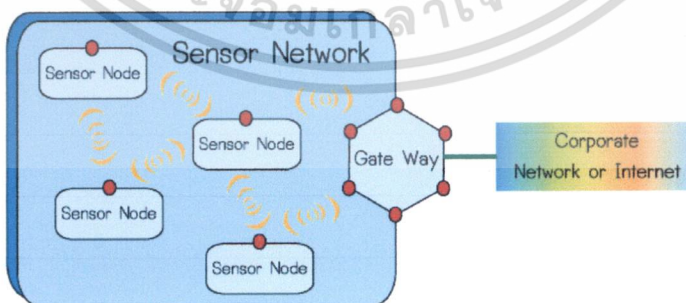 Sensor Network
Sensor Node
Sensor Node
Gate Way
Corporate
Network or Internet
Sensor Node
Sensor Node